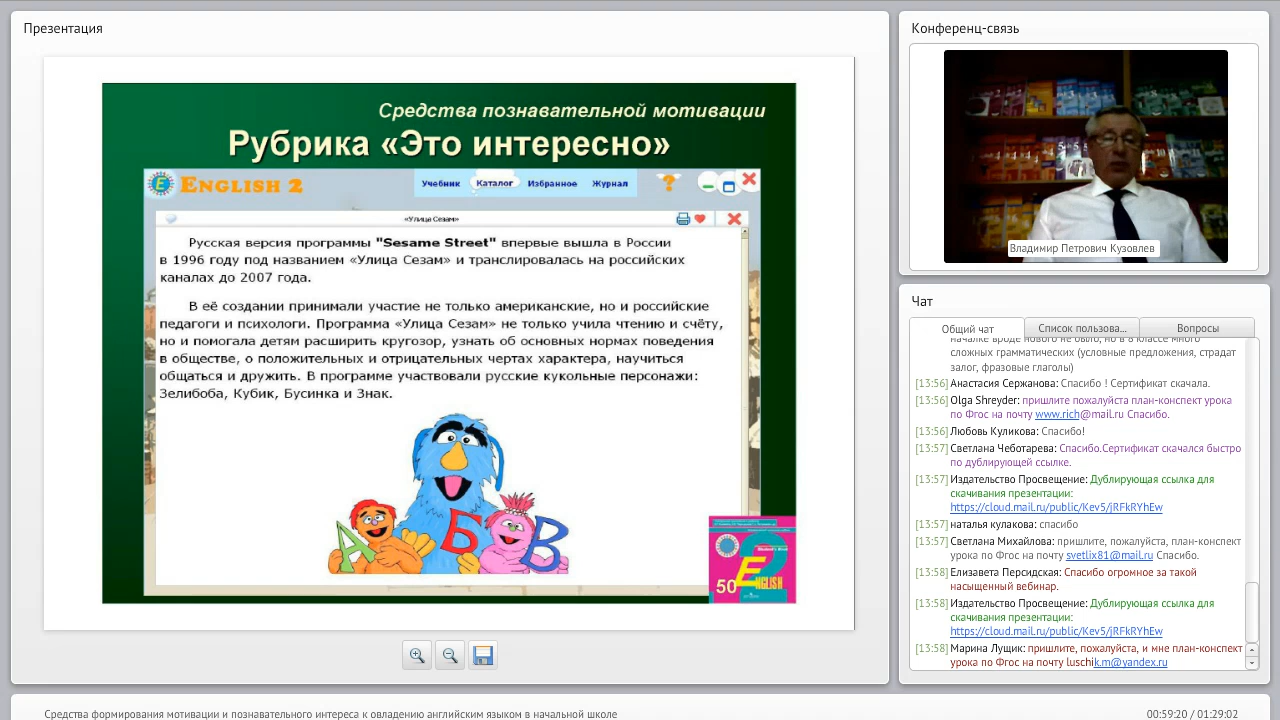 Презентация
Средства познавательной мотивации
Рубрика «Это интересно»
ENGLISH 2
Учебник Каталог Избранное Журнал
«Улица Сезам»
Русская версия программы "Sesame Street" впервые вышла в России
в 1996 году под названием «Улица Сезам» и транслировалась на российских
каналах до 2007 года.
В её создании принимали участие не только американские, но и российские
педагоги и психологи. Программа «Улица Сезам» не только учила чтению и счёту,
но и помогала детям расширить кругозор, узнать об основных нормах поведения
в обществе, о положительных и отрицательных чертах характера, научиться
общаться и дружить. В программе участвовали русские кукольные персонажи:
Зелибоба, Кубик, Бусинка и Знак.
А Б В
2
ENGLISH
50
Конференц-связь
Владимир Петрович Кузовлев
Чат
Общий чат
Список пользова...
Вопросы
началке вроде нового не было, но в 8 классе много
сложных грамматических (условные предложения, страдат
залог, фразовые глаголы)
[13:56] Анастасия Сержанова: Спасибо ! Сертификат скачала.
[13:56] Olga Shreyder: пришлите пожалуйста план-конспект урока
по Фгос на почту www.rich@mail.ru Спасибо.
[13:56] Любовь Куликова: Спасибо!
[13:57] Светлана Чеботарева: Спасибо.Сертификат скачался быстро
по дублирующей ссылке.
[13:57] Издательство Просвещение: Дублирующая ссылка для
скачивания презентации:
https://cloud.mail.ru/public/Kev5/jRFkRYhEw
[13:57] наталья кулакова: спасибо
[13:57] Светлана Михайлова: пришлите, пожалуйста, план-конспект
урока по Фгос на почту svetlix81@mail.ru Спасибо.
[13:58] Елизавета Персидская: Спасибо огромное за такой
насыщенный вебинар.
[13:58] Издательство Просвещение: Дублирующая ссылка для
скачивания презентации:
https://cloud.mail.ru/public/Kev5/jRFkRYhEw
[13:58] Марина Лущик: пришлите, пожалуйста, и мне план-конспект
урока по Фгос на почту luschik.m@yandex.ru
Средства формирования мотивации и познавательного интереса к овладению английским языком в начальной школе
00:59:20 / 01:29:02